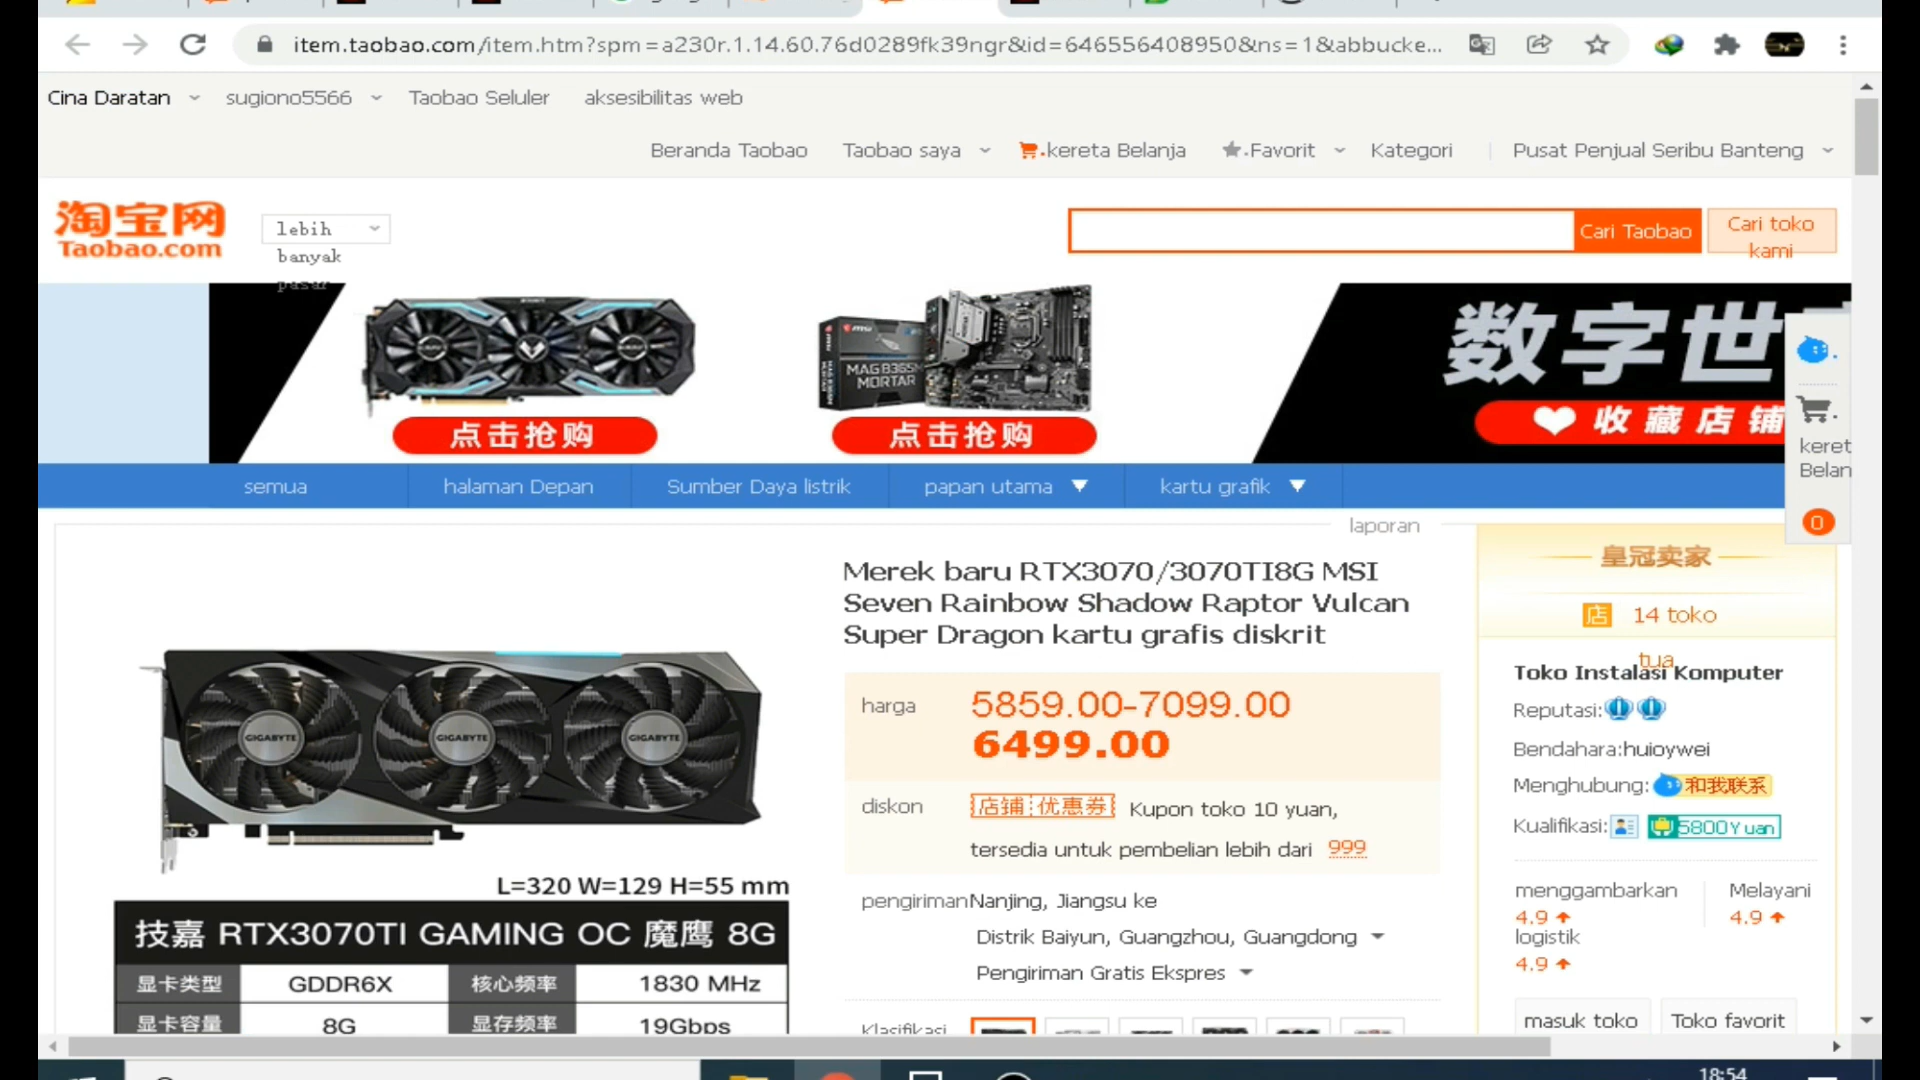 item.taobao.com/item.htm?spm=a230r.1.14.60.76d0289fk39ngr&id=646556408950&ns=1&abbucke...
Cina Daratan sugiono5566 Taobao Seluler aksesibilitas web
Beranda Taobao Taobao saya kereta Belanja Favorit Kategori Pusat Penjual Seribu Banteng
淘宝网
Taobao.com
lebih
banyak
pasar
Cari Taobao
Cari toko
kami
MAG B365M
MORTAR
点击抢购
点击抢购
数字世
收藏店铺
keret
Belan
0
semua halaman Depan Sumber Daya listrik papan utama kartu grafik
laporan
Merek baru RTX3070/3070TI8G MSI
Seven Rainbow Shadow Raptor Vulcan
Super Dragon kartu grafis diskrit
harga 5859.00-7099.00
6499.00
diskon 店铺优惠券 Kupon toko 10 yuan,
tersedia untuk pembelian lebih dari 999
pengiriman Nanjing, Jiangsu ke
Distrik Baiyun, Guangzhou, Guangdong
Pengiriman Gratis Ekspres
Klasifikasi
GIGABYTE GIGABYTE GIGABYTE
L=320 W=129 H=55 mm
技嘉 RTX3070TI GAMING OC 魔鹰 8G
显卡类型 GDDR6X 核心频率 1830 MHz
显卡容量 8G 显存频率 19Gbps
皇冠卖家
店 14 toko
tua
Toko Instalasi Komputer
Reputasi:
Bendahara:huioywei
Menghubung: 和我联系
Kualifikasi: 5800Yuan
menggambarkan Melayani
4.9 4.9
logistik
4.9
masuk toko Toko favorit
18:54